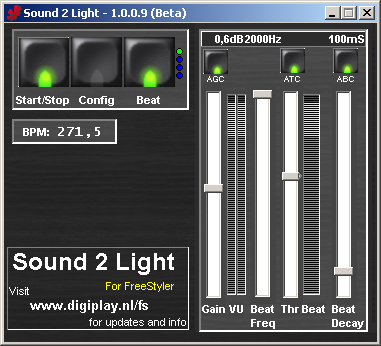 Sound 2 Light - 1.0.0.9 (Beta)
0,6dB 2000Hz 100mS
AGC ATC ABC
Start/Stop Config Beat
BPM: 271,5
Gain VU Beat Freq Thr Beat Beat Decay
Sound 2 Light
For FreeStyler
Visit
www.digiplay.nl/fs
for updates and info